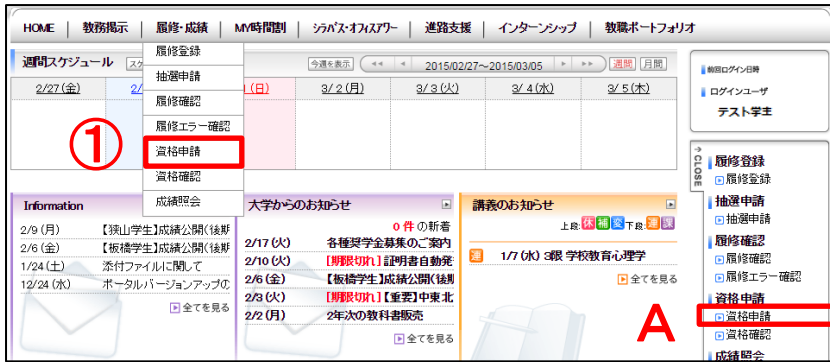 HOME 教務掲示 履修・成績 MY時間割 シラバス・オフィスアワー 進路支援 インターンシップ 教職ポートフォリオ
履修登録
抽選申請
履修確認
履修エラー確認
資格申請
資格確認
成績照会
①
週間スケジュール 今週を表示 2015/02/27～2015/03/05 週間 月間
2/27(金) 2/ (日) 3/2(月) 3/3(火) 3/4(水) 3/5(木)
Information
2/9(月) 【狭山学生】成績公開(後期
2/6(金) 【板橋学生】成績公開(後期
1/24(土) 添付ファイルに関して
12/24(水) ポータルバージョンアップの
全てを見る
大学からのお知らせ
0件の新着
2/17(火) 各種奨学金募集のご案内
2/10(火) 【期限切れ】証明書自動発
2/6(金) 【板橋学生】成績公開(後期
2/3(火) 【期限切れ】【重要】中東北
2/2(月) 2年次の教科書販売
全てを見る
講義のお知らせ
上段:休 補 変 下段:連 課
連 1/7(水) 3限 学校教育心理学
全てを見る
A
前回ログイン日時
ログインユーザ
テスト学主
CLOSE
履修登録
履修登録
抽選申請
抽選申請
履修確認
履修確認
履修エラー確認
資格申請
資格申請
資格確認
成績照会